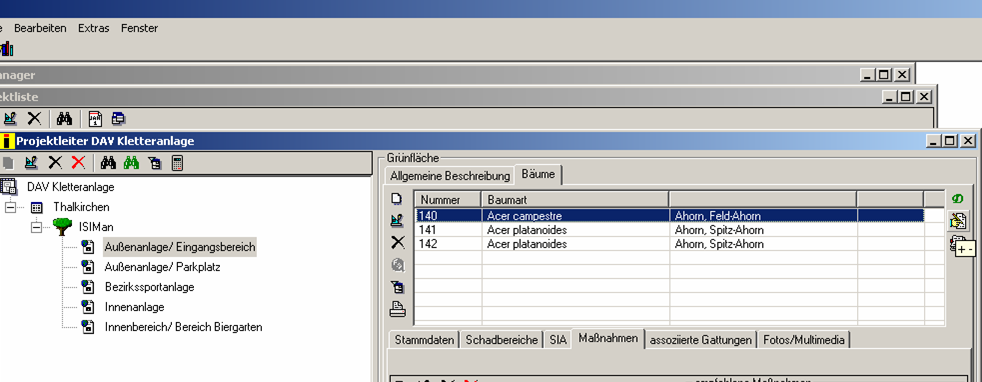 Bearbeiten Extras Fenster
anager
ektliste
Projektleiter DAV Kletteranlage
DAV Kletteranlage
Thalkirchen
ISIMan
Außenanlage/ Eingangsbereich
Außenanlage/ Parkplatz
Bezirkssportanlage
Innenanlage
Innenbereich/ Bereich Biergarten
Grünfläche
Allgemeine Beschreibung Bäume
Nummer Baumart
140 Acer campestre Ahorn, Feld-Ahorn
141 Acer platanoides Ahorn, Spitz-Ahorn
142 Acer platanoides Ahorn, Spitz-Ahorn
+ -
Stammdaten Schadbereiche SIA Maßnahmen assoziierte Gattungen Fotos/Multimedia
empfohlene Maßnahmen